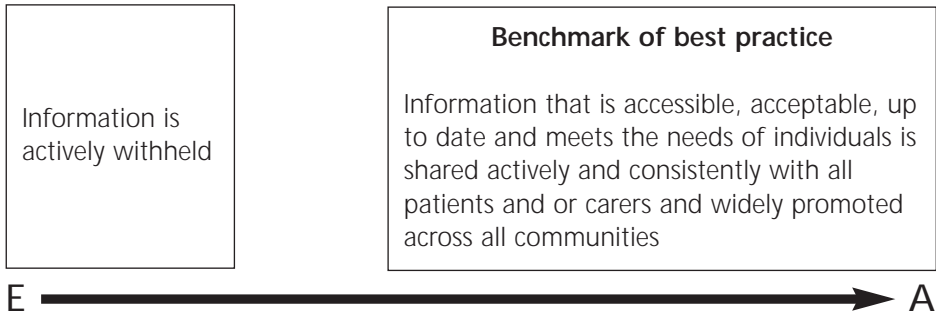 Information is
actively withheld
Benchmark of best practice
Information that is accessible, acceptable, up
to date and meets the needs of individuals is
shared actively and consistently with all
patients and or carers and widely promoted
across all communities
E A